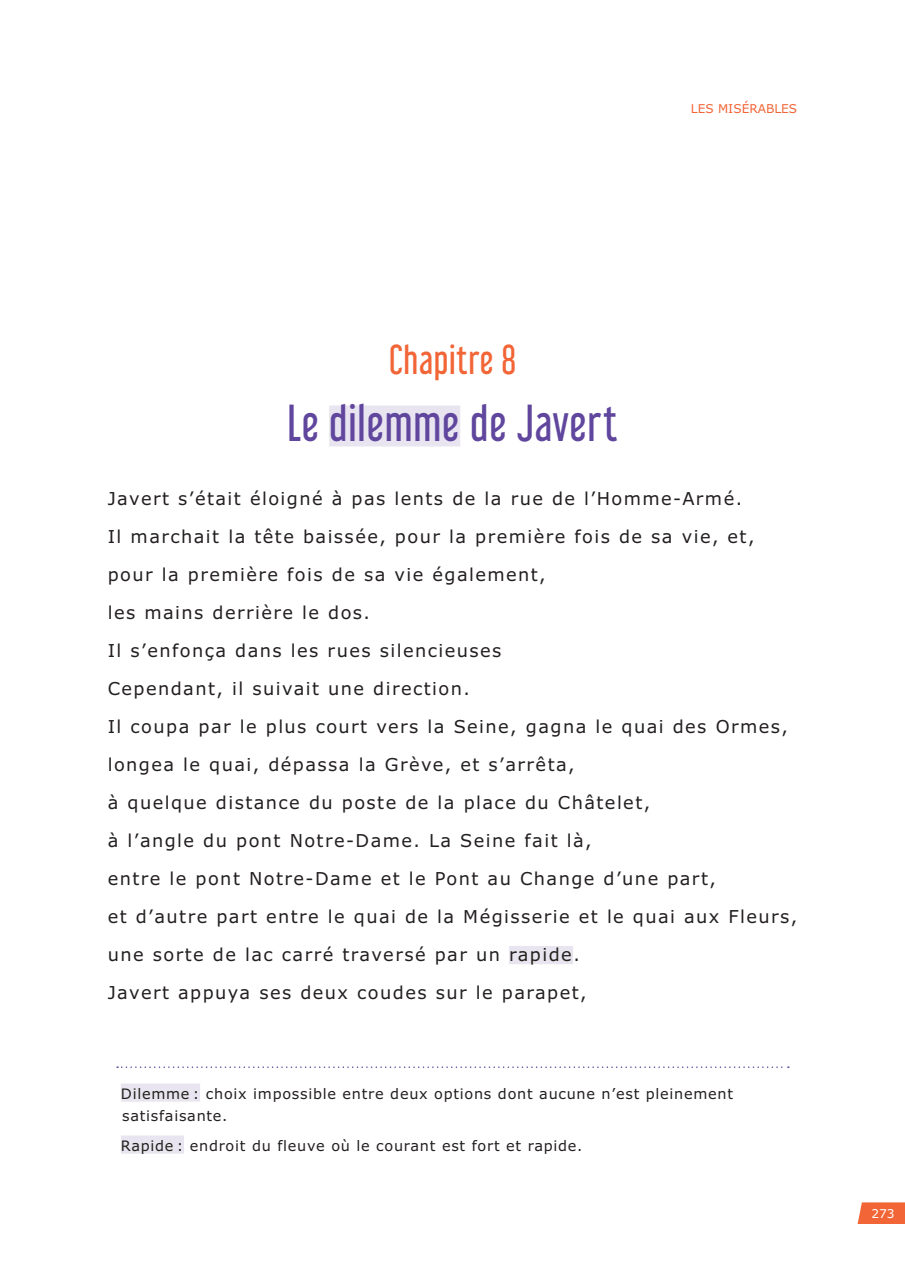 LES MISÉRABLES
Chapitre 8
Le dilemme de Javert
Javert s’était éloigné à pas lents de la rue de l’Homme-Armé.
Il marchait la tête baissée, pour la première fois de sa vie, et,
pour la première fois de sa vie également,
les mains derrière le dos.
Il s’enfonça dans les rues silencieuses
Cependant, il suivait une direction.
Il coupa par le plus court vers la Seine, gagna le quai des Ormes,
longea le quai, dépassa la Grève, et s’arrêta,
à quelque distance du poste de la place du Châtelet,
à l’angle du pont Notre-Dame. La Seine fait là,
entre le pont Notre-Dame et le Pont au Change d’une part,
et d’autre part entre le quai de la Mégisserie et le quai aux Fleurs,
une sorte de lac carré traversé par un rapide.
Javert appuya ses deux coudes sur le parapet,
Dilemme : choix impossible entre deux options dont aucune n’est pleinement
satisfaisante.
Rapide : endroit du fleuve où le courant est fort et rapide.
273